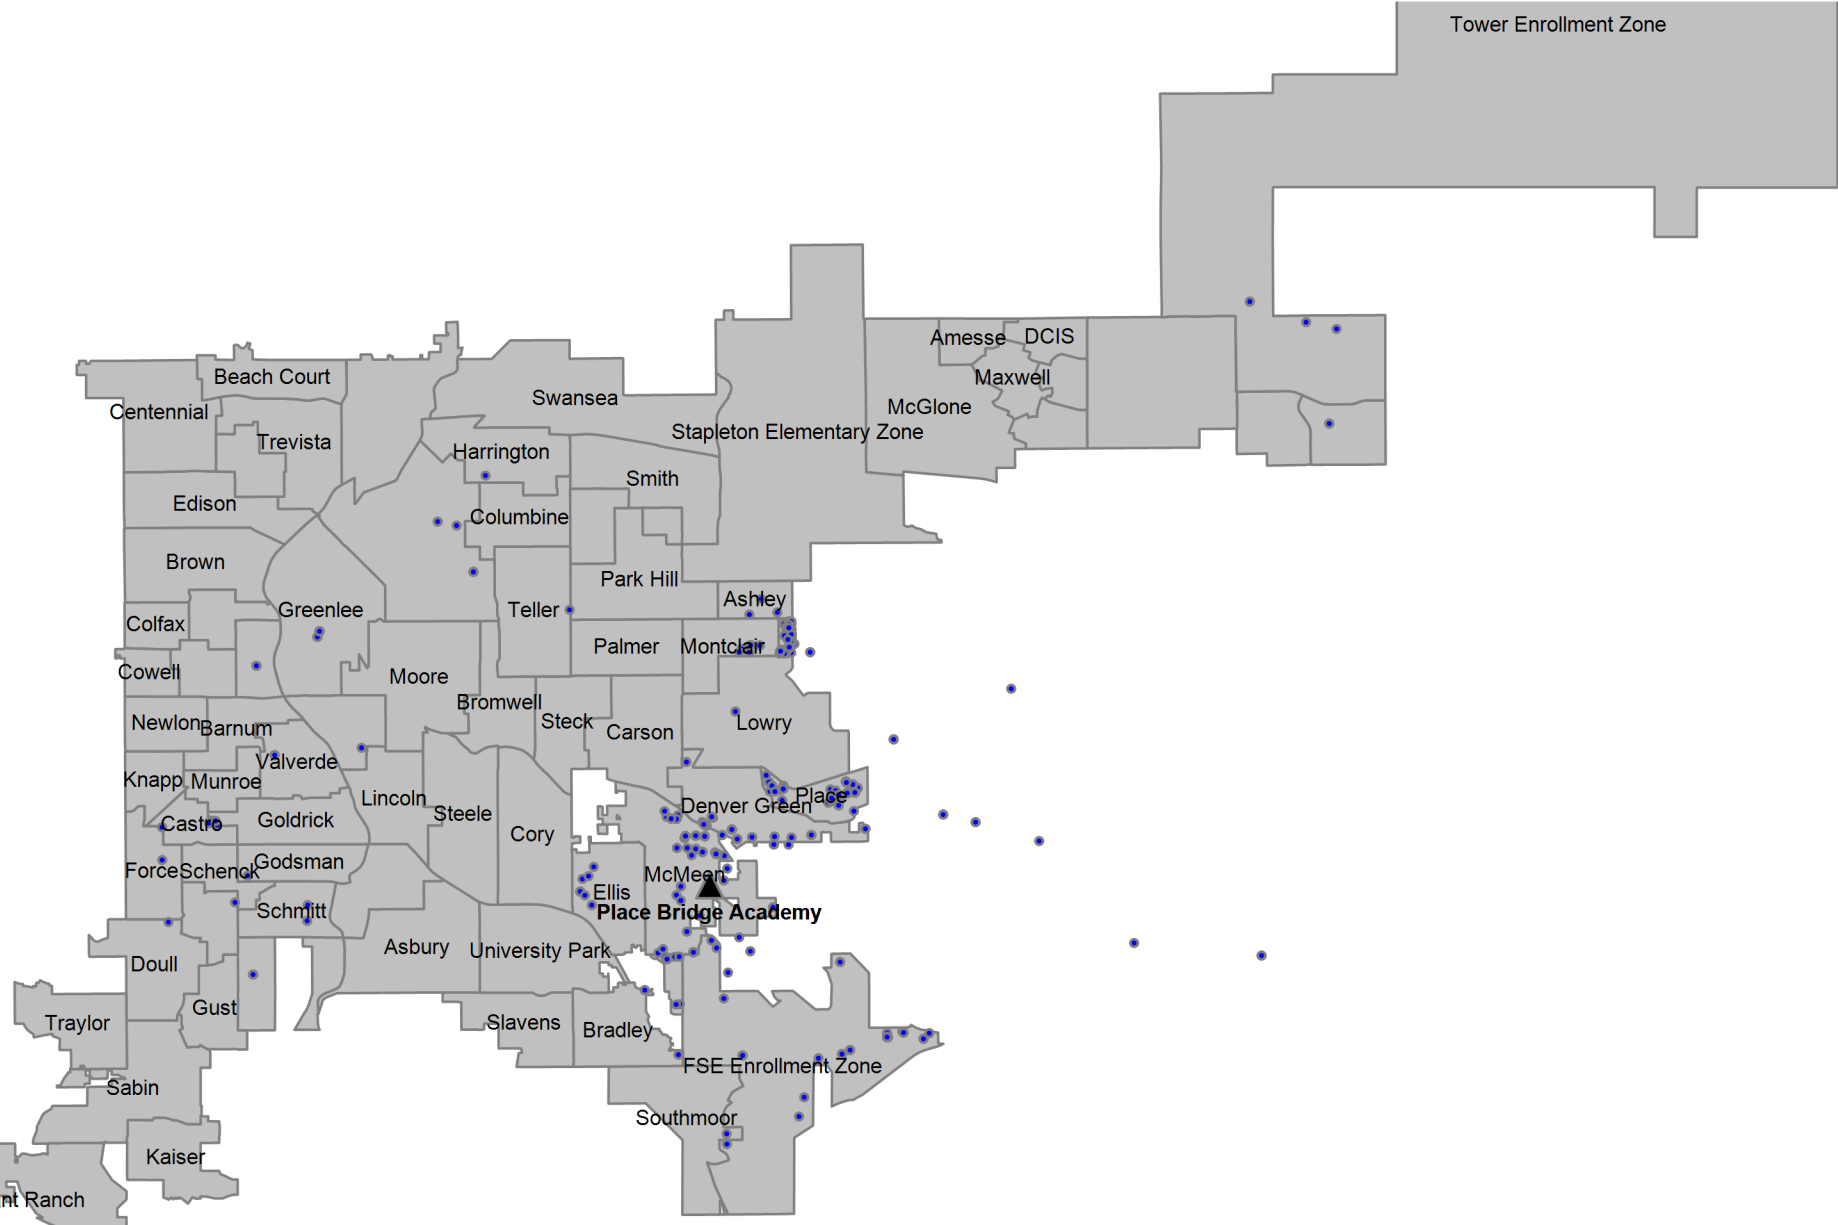 Tower Enrollment Zone
Amesse
DCIS
Beach Court
Maxwell
Swansea
McGlone
Centennial
Stapleton Elementary Zone
Trevista
Harrington
Smith
Edison
Columbine
Brown
Park Hill
Ashley
Greenlee
Teller
Colfax
Palmer
Montclair
Cowell
Moore
Bromwell
Newlon
Barnum
Steck
Carson
Lowry
Valverde
Knapp
Munroe
Lincoln
Place
Denver Green
Steele
Castro
Goldrick
Cory
Godsman
Force
Schenck
McMeen
Ellis
Schmitt
Place Bridge Academy
Asbury
University Park
Doull
Gust
Traylor
Slavens
Bradley
FSE Enrollment Zone
Sabin
Southmoor
Kaiser
nt Ranch